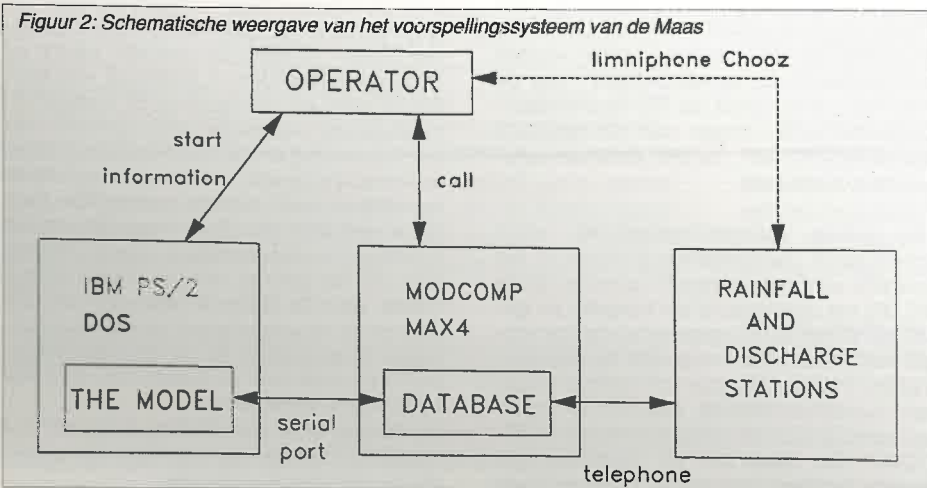 Figuur 2: Schematische weergave van het voorspellingssysteem van de Maas
limniphone Chooz
OPERATOR
start
information
call
IBM PS/2
DOS
THE MODEL
serial
port
MODCOMP
MAX4
DATABASE
telephone
RAINFALL
AND
DISCHARGE
STATIONS